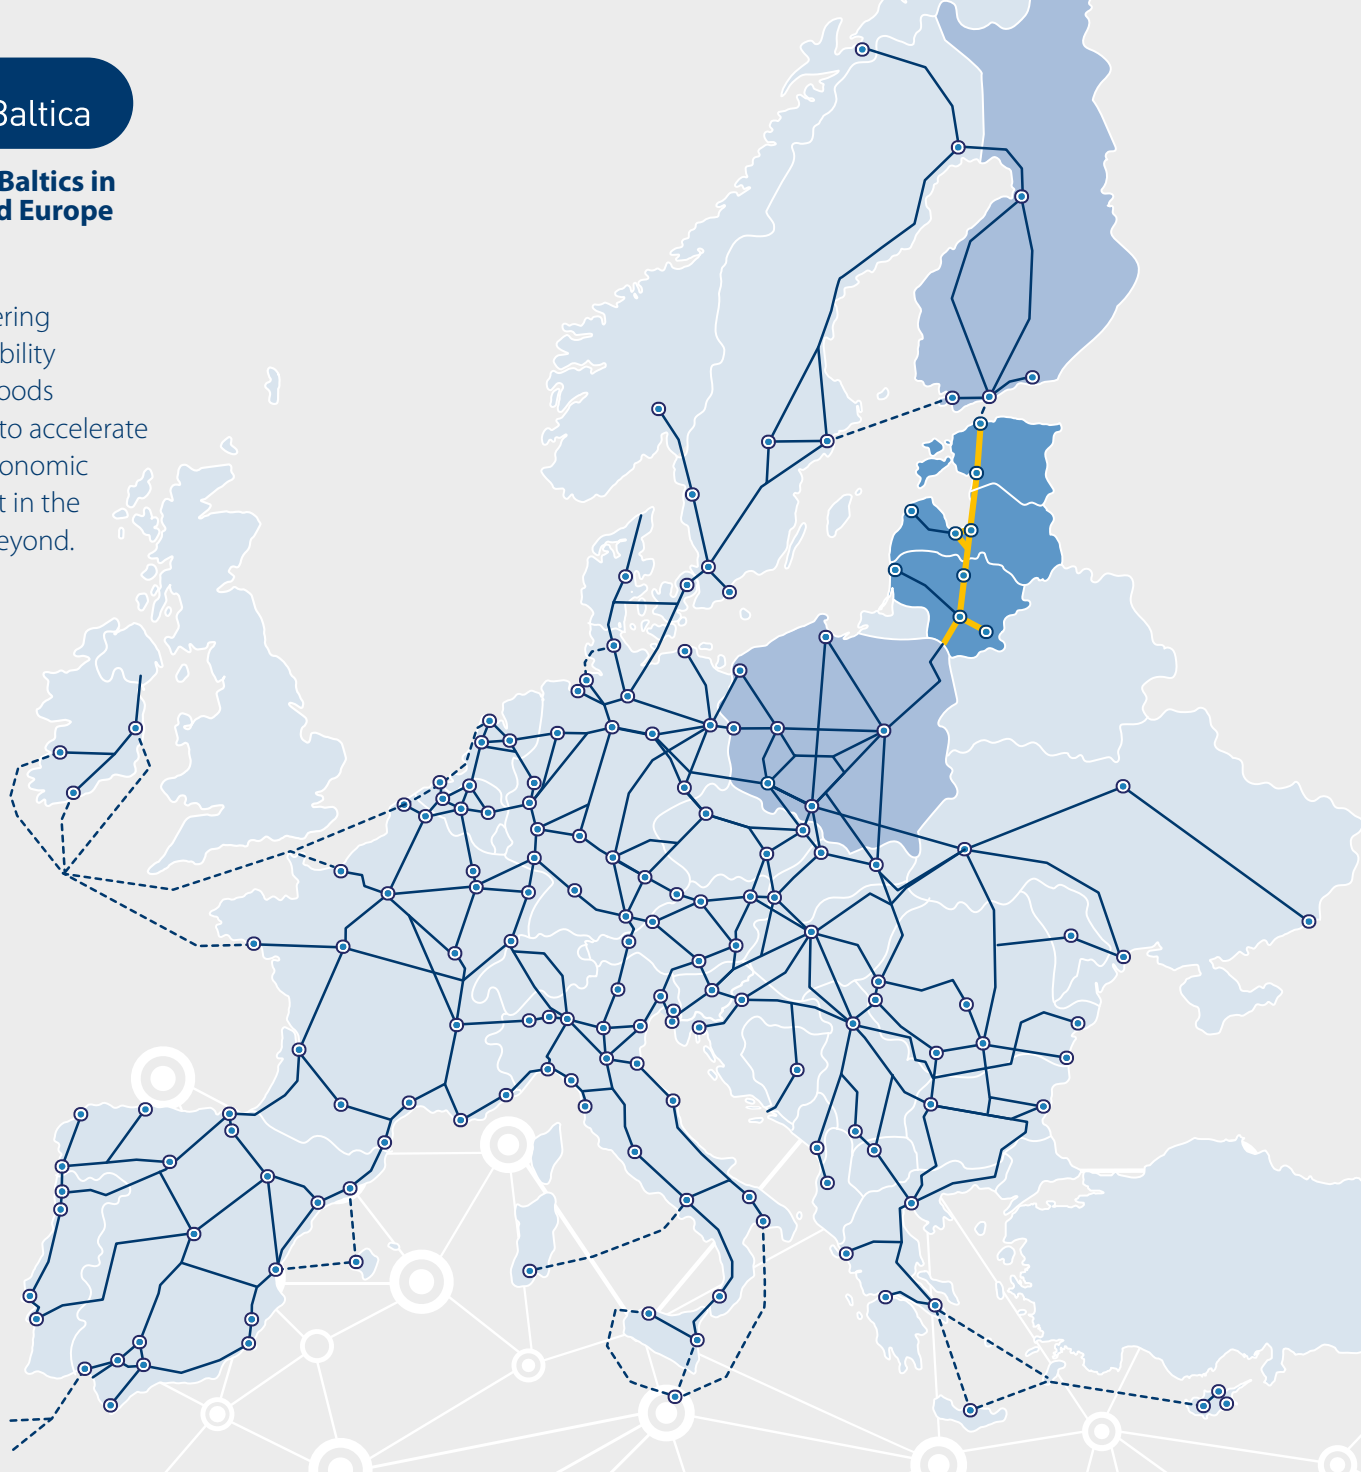 Baltica
Baltics in
d Europe
ering
bility
oods
to accelerate
onomic
t in the
eyond.